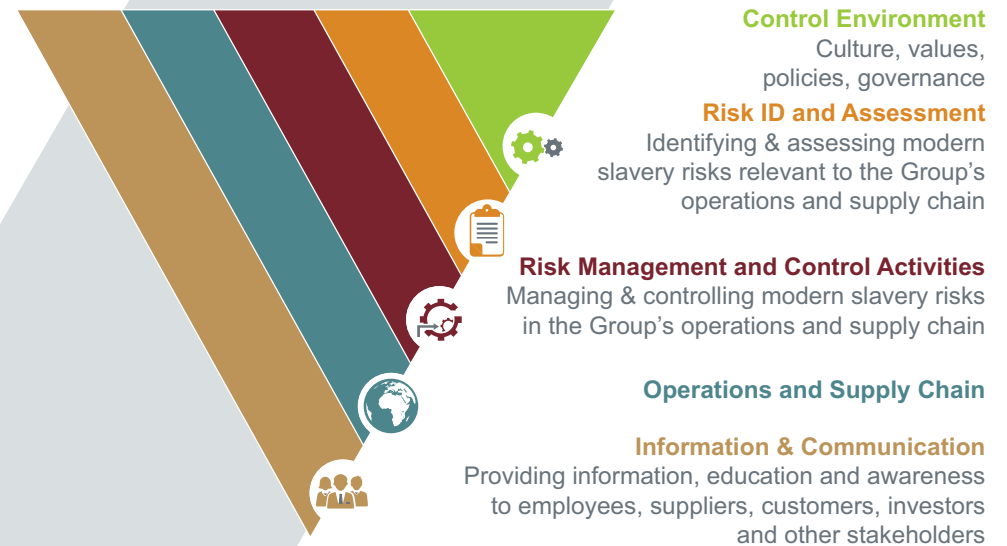 Control Environment
Culture, values,
policies, governance
Risk ID and Assessment
Identifying & assessing modern
slavery risks relevant to the Group’s
operations and supply chain
Risk Management and Control Activities
Managing & controlling modern slavery risks
in the Group’s operations and supply chain
Operations and Supply Chain
Information & Communication
Providing information, education and awareness
to employees, suppliers, customers, investors
and other stakeholders